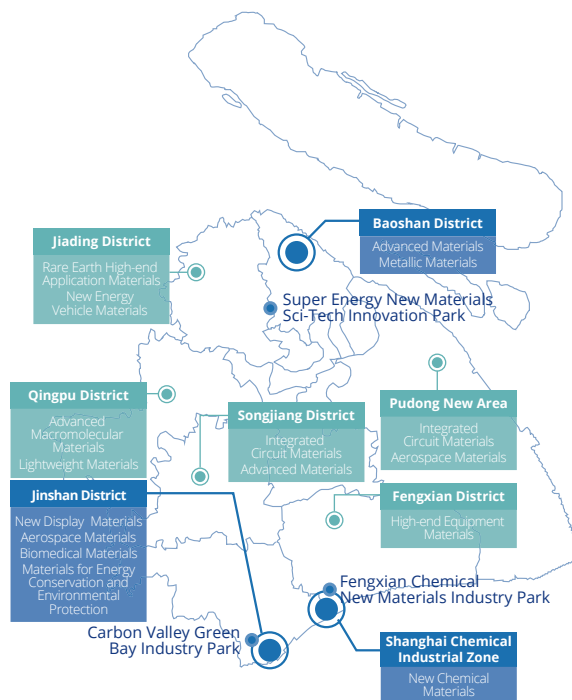 Baoshan District
Advanced Materials
Metallic Materials
Jiading District
Rare Earth High-end
Application Materials
New Energy
Vehicle Materials
Super Energy New Materials
Sci-Tech Innovation Park
Qingpu District
Advanced
Macromolecular
Materials
Lightweight Materials
Songjiang District
Integrated
Circuit Materials
Advanced Materials
Pudong New Area
Integrated
Circuit Materials
Aerospace Materials
Jinshan District
New Display Materials
Aerospace Materials
Biomedical Materials
Materials for Energy
Conservation and
Environmental
Protection
Fengxian District
High-end Equipment
Materials
Fengxian Chemical
New Materials Industry Park
Carbon Valley Green
Bay Industry Park
Shanghai Chemical
Industrial Zone
New Chemical
Materials